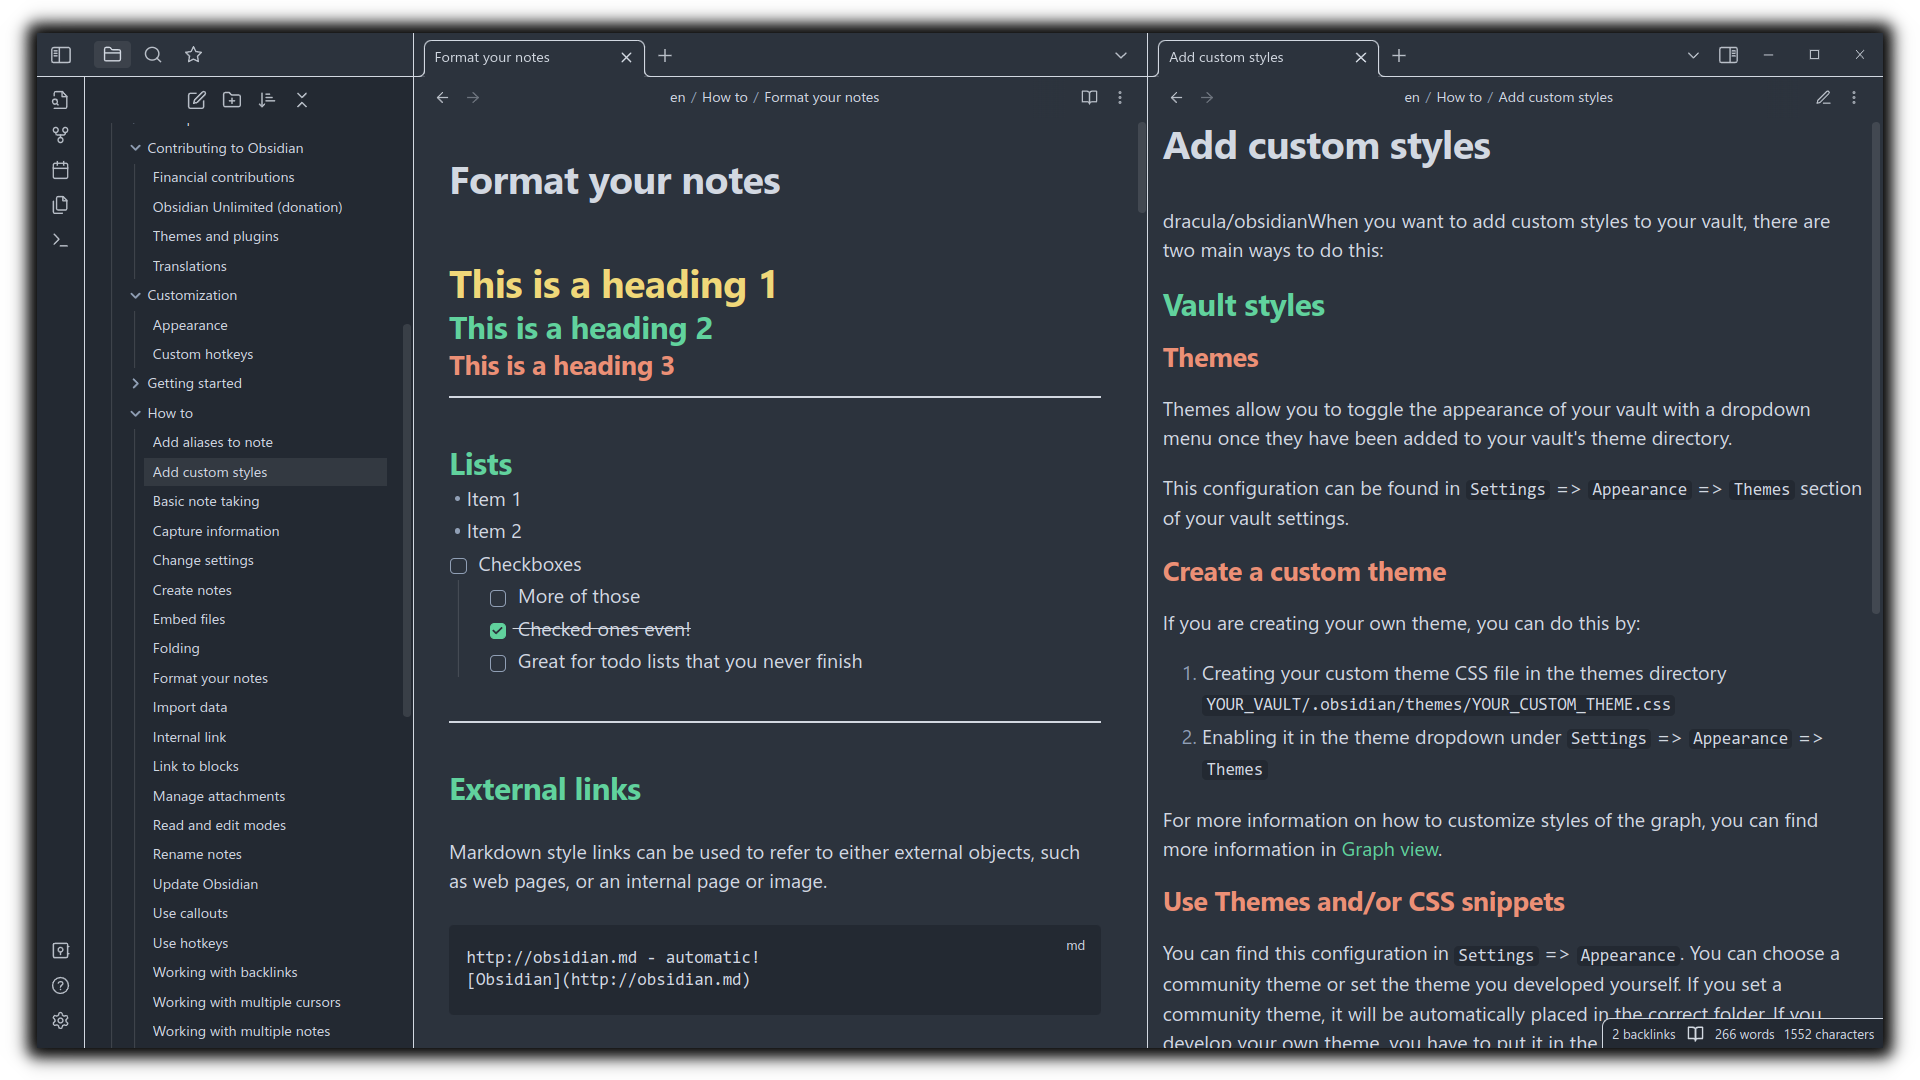 Contributing to Obsidian
Financial contributions
Obsidian Unlimited (donation)
Themes and plugins
Translations
Customization
Appearance
Custom hotkeys
Getting started
How to
Add aliases to note
Add custom styles
Basic note taking
Capture information
Change settings
Create notes
Embed files
Folding
Format your notes
Import data
Internal link
Link to blocks
Manage attachments
Read and edit modes
Rename notes
Update Obsidian
Use callouts
Use hotkeys
Working with backlinks
Working with multiple cursors
Working with multiple notes
Format your notes
en / How to / Format your notes
Format your notes
This is a heading 1
This is a heading 2
This is a heading 3
Lists
• Item 1
• Item 2
Checkboxes
More of those
Checked ones even!
Great for todo lists that you never finish
External links
Markdown style links can be used to refer to either external objects, such
as web pages, or an internal page or image.
md
http://obsidian.md - automatic!
[Obsidian](http://obsidian.md)
Add custom styles
en / How to / Add custom styles
Add custom styles
dracula/obsidianWhen you want to add custom styles to your vault, there are
two main ways to do this:
Vault styles
Themes
Themes allow you to toggle the appearance of your vault with a dropdown
menu once they have been added to your vault's theme directory.
This configuration can be found in Settings => Appearance => Themes section
of your vault settings.
Create a custom theme
If you are creating your own theme, you can do this by:
1. Creating your custom theme CSS file in the themes directory
YOUR_VAULT/.obsidian/themes/YOUR_CUSTOM_THEME.css
2. Enabling it in the theme dropdown under Settings => Appearance =>
Themes
For more information on how to customize styles of the graph, you can find
more information in Graph view.
Use Themes and/or CSS snippets
You can find this configuration in Settings => Appearance. You can choose a
community theme or set the theme you developed yourself. If you set a
community theme, it will be automatically placed in the correct folder. If you
develop your own theme, you have to put it in the
2 backlinks 266 words 1552 characters